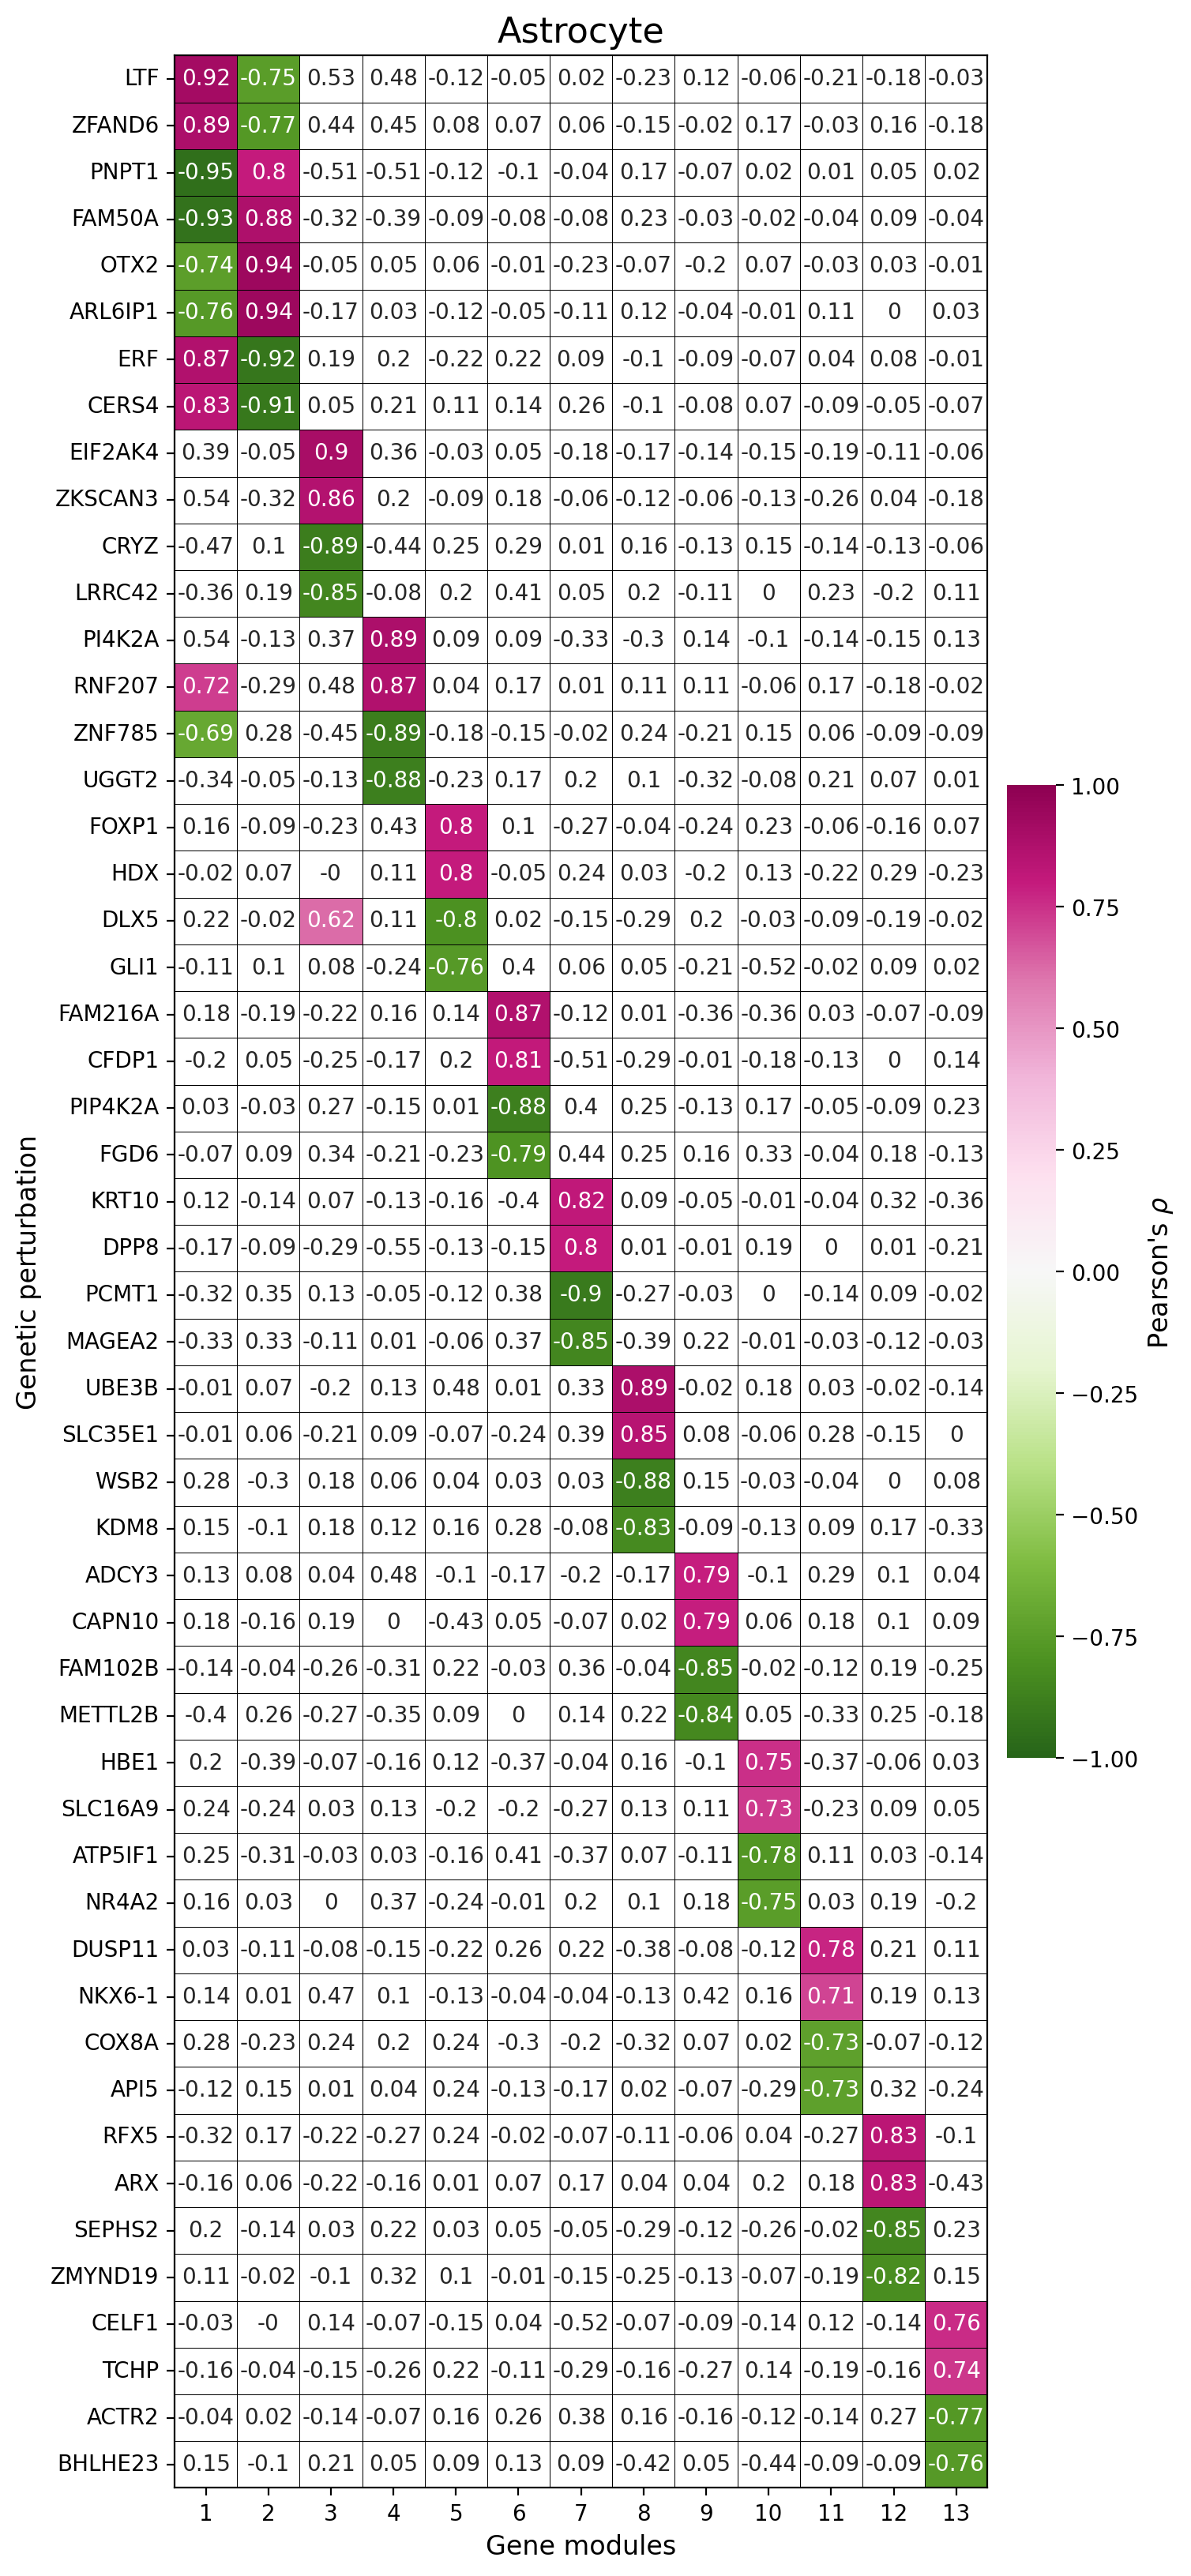 Astrocyte
LTF 0.92 -0.75 0.53 0.48 -0.12 -0.05 0.02 -0.23 0.12 -0.06 -0.21 -0.18 -0.03
ZFAND6 0.89 -0.77 0.44 0.45 0.08 0.07 0.06 -0.15 -0.02 0.17 -0.03 0.16 -0.18
PNPT1 -0.95 0.8 -0.51 -0.51 -0.12 -0.1 -0.04 0.17 -0.07 0.02 0.01 0.05 0.02
FAM50A -0.93 0.88 -0.32 -0.39 -0.09 -0.08 -0.08 0.23 -0.03 -0.02 -0.04 0.09 -0.04
OTX2 -0.74 0.94 -0.05 0.05 0.06 -0.01 -0.23 -0.07 -0.2 0.07 -0.03 0.03 -0.01
ARL6IP1 -0.76 0.94 -0.17 0.03 -0.12 -0.05 -0.11 0.12 -0.04 -0.01 0.11 0 0.03
ERF 0.87 -0.92 0.19 0.2 -0.22 0.22 0.09 -0.1 -0.09 -0.07 0.04 0.08 -0.01
CERS4 0.83 -0.91 0.05 0.21 0.11 0.14 0.26 -0.1 -0.08 0.07 -0.09 -0.05 -0.07
EIF2AK4 0.39 -0.05 0.9 0.36 -0.03 0.05 -0.18 -0.17 -0.14 -0.15 -0.19 -0.11 -0.06
ZKSCAN3 0.54 -0.32 0.86 0.2 -0.09 0.18 -0.06 -0.12 -0.06 -0.13 -0.26 0.04 -0.18
CRYZ -0.47 0.1 -0.89 -0.44 0.25 0.29 0.01 0.16 -0.13 0.15 -0.14 -0.13 -0.06
LRRC42 -0.36 0.19 -0.85 -0.08 0.2 0.41 0.05 0.2 -0.11 0 0.23 -0.2 0.11
PI4K2A 0.54 -0.13 0.37 0.89 0.09 0.09 -0.33 -0.3 0.14 -0.1 -0.14 -0.15 0.13
RNF207 0.72 -0.29 0.48 0.87 0.04 0.17 0.01 0.11 0.11 -0.06 0.17 -0.18 -0.02
ZNF785 -0.69 0.28 -0.45 -0.89 -0.18 -0.15 -0.02 0.24 -0.21 0.15 0.06 -0.09 -0.09
UGGT2 -0.34 -0.05 -0.13 -0.88 -0.23 0.17 0.2 0.1 -0.32 -0.08 0.21 0.07 0.01
FOXP1 0.16 -0.09 -0.23 0.43 0.8 0.1 -0.27 -0.04 -0.24 0.23 -0.06 -0.16 0.07
HDX -0.02 0.07 -0 0.11 0.8 -0.05 0.24 0.03 -0.2 0.13 -0.22 0.29 -0.23
DLX5 0.22 -0.02 0.62 0.11 -0.8 0.02 -0.15 -0.29 0.2 -0.03 -0.09 -0.19 -0.02
GLI1 -0.11 0.1 0.08 -0.24 -0.76 0.4 0.06 0.05 -0.21 -0.52 -0.02 0.09 0.02
FAM216A 0.18 -0.19 -0.22 0.16 0.14 0.87 -0.12 0.01 -0.36 -0.36 0.03 -0.07 -0.09
CFDP1 -0.2 0.05 -0.25 -0.17 0.2 0.81 -0.51 -0.29 -0.01 -0.18 -0.13 0 0.14
PIP4K2A 0.03 -0.03 0.27 -0.15 0.01 -0.88 0.4 0.25 -0.13 0.17 -0.05 -0.09 0.23
FGD6 -0.07 0.09 0.34 -0.21 -0.23 -0.79 0.44 0.25 0.16 0.33 -0.04 0.18 -0.13
KRT10 0.12 -0.14 0.07 -0.13 -0.16 -0.4 0.82 0.09 -0.05 -0.01 -0.04 0.32 -0.36
DPP8 -0.17 -0.09 -0.29 -0.55 -0.13 -0.15 0.8 0.01 -0.01 0.19 0 0.01 -0.21
PCMT1 -0.32 0.35 0.13 -0.05 -0.12 0.38 -0.9 -0.27 -0.03 0 -0.14 0.09 -0.02
MAGEA2 -0.33 0.33 -0.11 0.01 -0.06 0.37 -0.85 -0.39 0.22 -0.01 -0.03 -0.12 -0.03
UBE3B -0.01 0.07 -0.2 0.13 0.48 0.01 0.33 0.89 -0.02 0.18 0.03 -0.02 -0.14
SLC35E1 -0.01 0.06 -0.21 0.09 -0.07 -0.24 0.39 0.85 0.08 -0.06 0.28 -0.15 0
WSB2 0.28 -0.3 0.18 0.06 0.04 0.03 0.03 -0.88 0.15 -0.03 -0.04 0 0.08
KDM8 0.15 -0.1 0.18 0.12 0.16 0.28 -0.08 -0.83 -0.09 -0.13 0.09 0.17 -0.33
ADCY3 0.13 0.08 0.04 0.48 -0.1 -0.17 -0.2 -0.17 0.79 -0.1 0.29 0.1 0.04
CAPN10 0.18 -0.16 0.19 0 -0.43 0.05 -0.07 0.02 0.79 0.06 0.18 0.1 0.09
FAM102B -0.14 -0.04 -0.26 -0.31 0.22 -0.03 0.36 -0.04 -0.85 -0.02 -0.12 0.19 -0.25
METTL2B -0.4 0.26 -0.27 -0.35 0.09 0 0.14 0.22 -0.84 0.05 -0.33 0.25 -0.18
HBE1 0.2 -0.39 -0.07 -0.16 0.12 -0.37 -0.04 0.16 -0.1 0.75 -0.37 -0.06 0.03
SLC16A9 0.24 -0.24 0.03 0.13 -0.2 -0.2 -0.27 0.13 0.11 0.73 -0.23 0.09 0.05
ATP5IF1 0.25 -0.31 -0.03 0.03 -0.16 0.41 -0.37 0.07 -0.11 -0.78 0.11 0.03 -0.14
NR4A2 0.16 0.03 0 0.37 -0.24 -0.01 0.2 0.1 0.18 -0.75 0.03 0.19 -0.2
DUSP11 0.03 -0.11 -0.08 -0.15 -0.22 0.26 0.22 -0.38 -0.08 -0.12 0.78 0.21 0.11
NKX6-1 0.14 0.01 0.47 0.1 -0.13 -0.04 -0.04 -0.13 0.42 0.16 0.71 0.19 0.13
COX8A 0.28 -0.23 0.24 0.2 0.24 -0.3 -0.2 -0.32 0.07 0.02 -0.73 -0.07 -0.12
API5 -0.12 0.15 0.01 0.04 0.24 -0.13 -0.17 0.02 -0.07 -0.29 -0.73 0.32 -0.24
RFX5 -0.32 0.17 -0.22 -0.27 0.24 -0.02 -0.07 -0.11 -0.06 0.04 -0.27 0.83 -0.1
ARX -0.16 0.06 -0.22 -0.16 0.01 0.07 0.17 0.04 0.04 0.2 0.18 0.83 -0.43
SEPHS2 0.2 -0.14 0.03 0.22 0.03 0.05 -0.05 -0.29 -0.12 -0.26 -0.02 -0.85 0.23
ZMYND19 0.11 -0.02 -0.1 0.32 0.1 -0.01 -0.15 -0.25 -0.13 -0.07 -0.19 -0.82 0.15
CELF1 -0.03 -0 0.14 -0.07 -0.15 0.04 -0.52 -0.07 -0.09 -0.14 0.12 -0.14 0.76
TCHP -0.16 -0.04 -0.15 -0.26 0.22 -0.11 -0.29 -0.16 -0.27 0.14 -0.19 -0.16 0.74
ACTR2 -0.04 0.02 -0.14 -0.07 0.16 0.26 0.38 0.16 -0.16 -0.12 -0.14 0.27 -0.77
BHLHE23 0.15 -0.1 0.21 0.05 0.09 0.13 0.09 -0.42 0.05 -0.44 -0.09 -0.09 -0.76
1 2 3 4 5 6 7 8 9 10 11 12 13
Gene modules
Genetic perturbation
1.00
0.75
0.50
0.25
0.00
−0.25
−0.50
−0.75
−1.00
Pearson's ρ